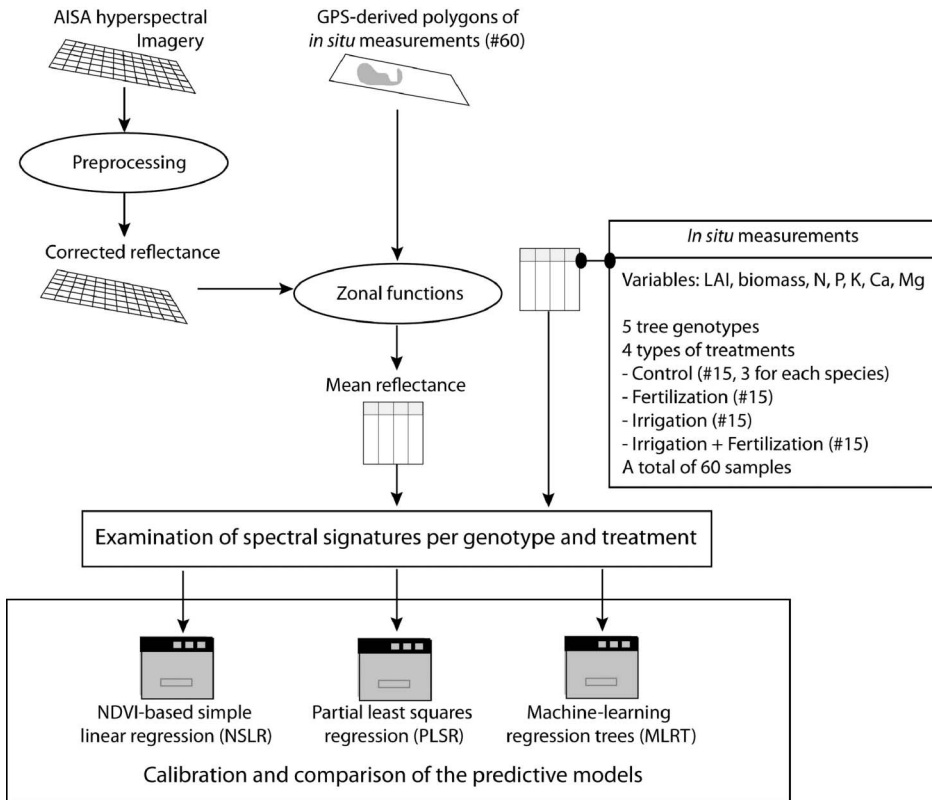 AISA hyperspectral
Imagery
GPS-derived polygons of
in situ measurements (#60)
Preprocessing
Corrected reflectance
Zonal functions
Mean reflectance
In situ measurements
Variables: LAI, biomass, N, P, K, Ca, Mg
5 tree genotypes
4 types of treatments
- Control (#15, 3 for each species)
- Fertilization (#15)
- Irrigation (#15)
- Irrigation + Fertilization (#15)
A total of 60 samples
Examination of spectral signatures per genotype and treatment
NDVI-based simple
linear regression (NSLR)
Partial least squares
regression (PLSR)
Machine-learning
regression trees (MLRT)
Calibration and comparison of the predictive models